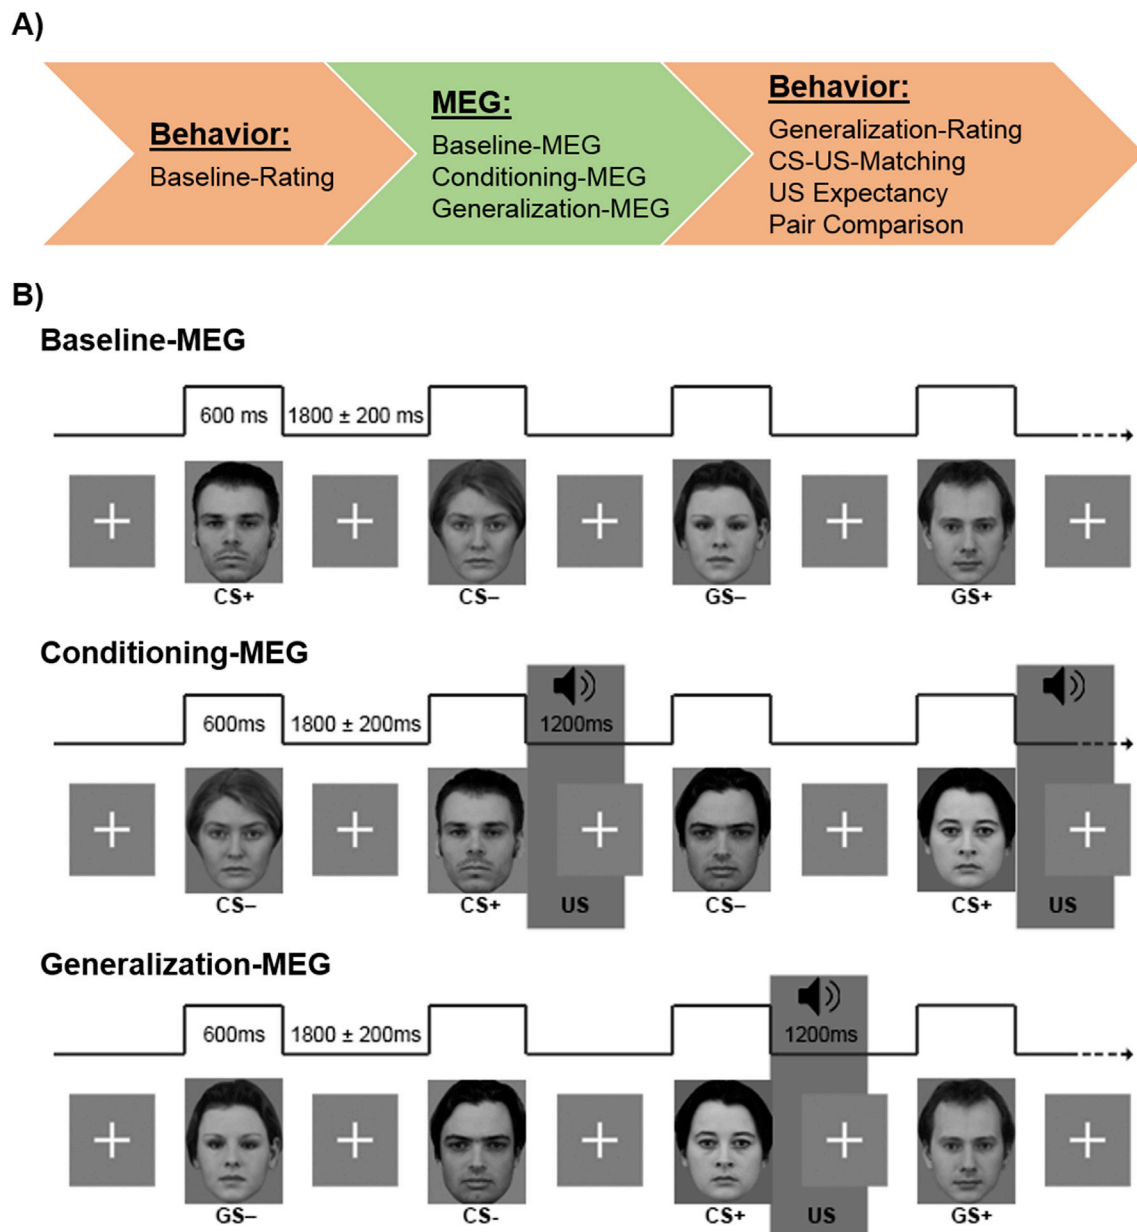 A)
Behavior:
Baseline-Rating
MEG:
Baseline-MEG
Conditioning-MEG
Generalization-MEG
Behavior:
Generalization-Rating
CS-US-Matching
US Expectancy
Pair Comparison
B)
Baseline-MEG
600 ms 1800 ± 200 ms
CS+ CS– GS– GS+
Conditioning-MEG
600ms 1800 ± 200ms 1200ms
CS– CS+ US CS– CS+ US
Generalization-MEG
600ms 1800 ± 200ms 1200ms
GS– CS- CS+ US GS+